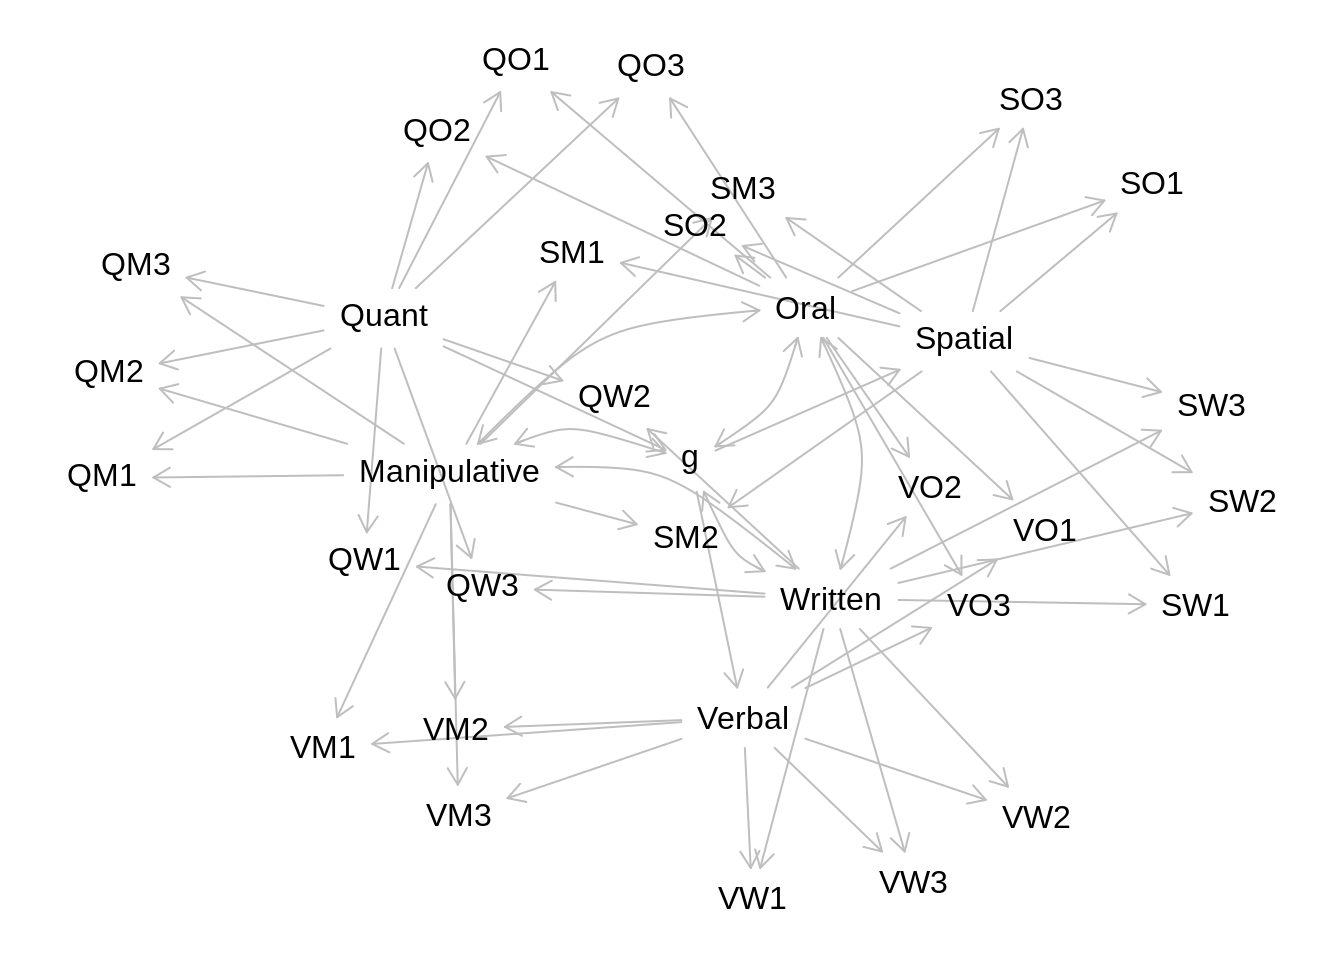 QO1
QO3
SO3
QO2
SO1
SM3
SO2
SM1
QM3
Oral
Quant
Spatial
QM2
QW2
SW3
g
Manipulative
QM1
VO2
SW2
VO1
SM2
QW1
QW3
Written
VO3
SW1
Verbal
VM2
VM1
VM3
VW2
VW3
VW1